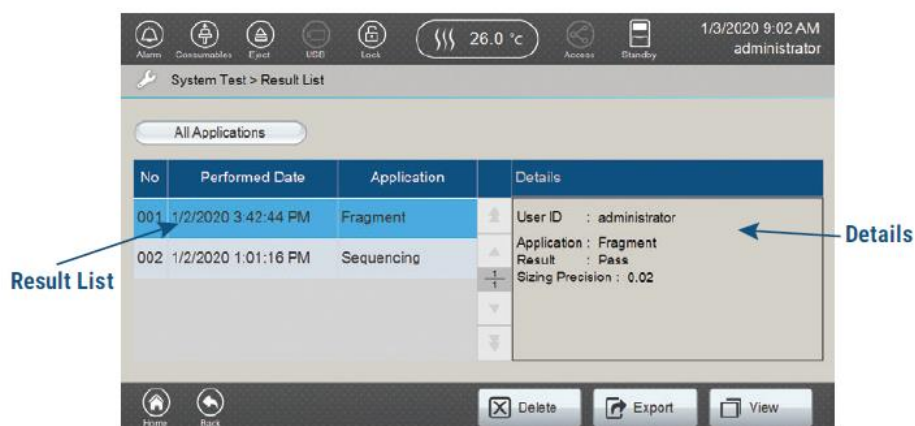 1/3/2020 9:02 AM
26.0 °c
administrator
Alarm Consumables Eject USB Lock Access Standby
System Test > Result List
All Applications
No Performed Date Application Details
001 1/2/2020 3:42:44 PM Fragment
User ID : administrator
Details
Application : Fragment
002 1/2/2020 1:01:16 PM Sequencing
Result : Pass
Result List
1
1
Sizing Precision : 0.02
Delete Export View
Home Back